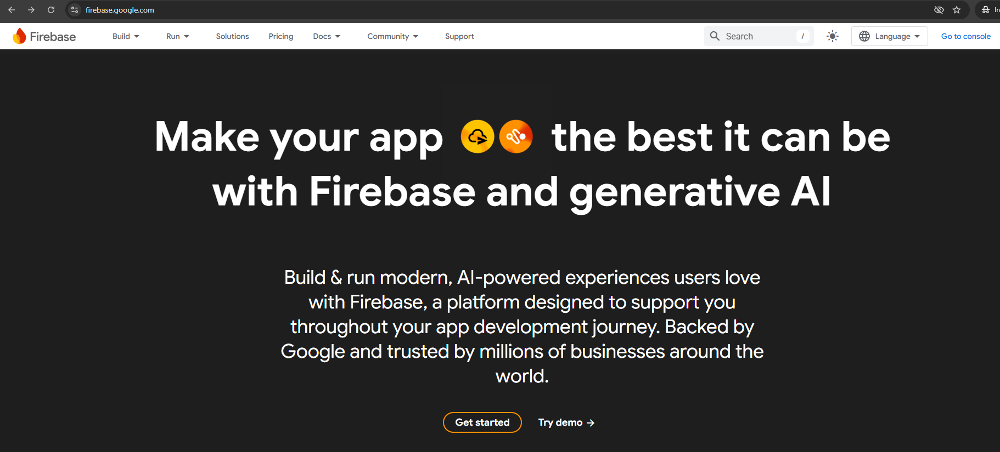 firebase.google.com
In
Firebase
Build
Run
Solutions
Pricing
Docs
Community
Support
Search
/
Language
Go to console
Make your app the best it can be
with Firebase and generative AI
Build & run modern, AI-powered experiences users love
with Firebase, a platform designed to support you
throughout your app development journey. Backed by
Google and trusted by millions of businesses around the
world.
Get started
Try demo →